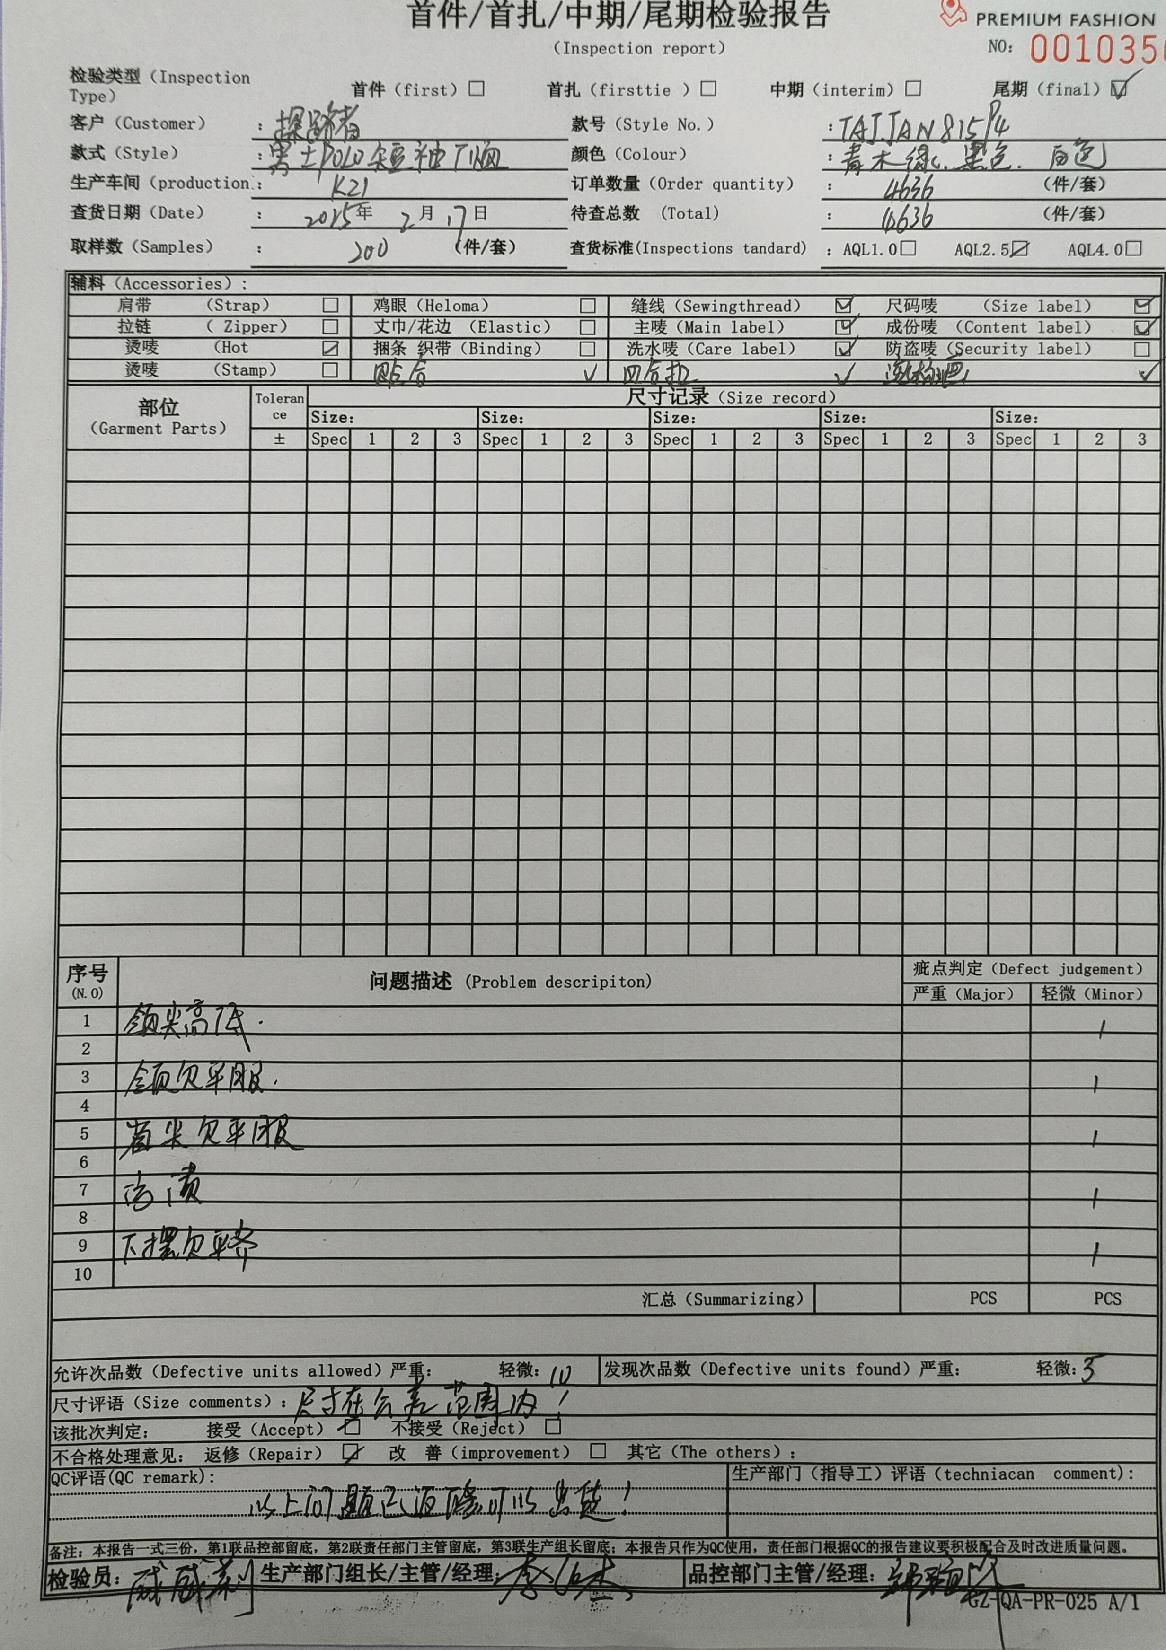 首件/首扎/中期/尾期检验报告
(Inspection report)
PREMIUM FASHION
NO: 0010350
检验类型 (Inspection Type) 首件 (first) □ 首扎 (firsttie ) □ 中期 (interim) □ 尾期 (final) ☑
客户 (Customer) : 探路者 款号 (Style No.) : TAJJAN815P4
款式 (Style) : 男士POLO短袖T恤 颜色 (Colour) : 青木绿. 黑色. 白色
生产车间 (production.: K21 订单数量 (Order quantity) : 4636 (件/套)
查货日期 (Date) : 2025年 2月 17日 待查总数 (Total) : 4636 (件/套)
取样数 (Samples) : 200 (件/套) 查货标准(Inspections tandard) : AQL1.0□ AQL2.5☑ AQL4.0□
辅料 (Accessories) :
肩带 (Strap) □ 鸡眼 (Heloma) □ 缝线 (Sewingthread) ☑ 尺码唛 (Size label) ☑
拉链 ( Zipper) □ 丈巾/花边 (Elastic) □ 主唛 (Main label) ☑ 成份唛 (Content label) ☑
烫唛 (Hot ☑ 捆条 织带 (Binding) □ 洗水唛 (Care label) ☑ 防盗唛 (Security label) □
烫唛 (Stamp) □ ✓ ✓ ✓
部位 (Garment Parts) Tolerance ± 尺寸记录 (Size record)
Size: Size: Size: Size: Size:
Spec 1 2 3 Spec 1 2 3 Spec 1 2 3 Spec 1 2 3 Spec 1 2 3
序号 (N.O) 问题描述 (Problem descripiton) 疵点判定 (Defect judgement)
严重 (Major) 轻微 (Minor)
1 领尖高低. 1
2
3 领欠平服. 1
4
5 1
6
7 污渍 1
8
9 下摆欠平齐 1
10
汇总 (Summarizing) PCS PCS
允许次品数 (Defective units allowed) 严重: 轻微: 10 发现次品数 (Defective units found) 严重: 轻微: 5
尺寸评语 (Size comments) : 尺寸在公差范围内!
该批次判定: 接受 (Accept) ☑ 不接受 (Reject) □
不合格处理意见: 返修 (Repair) ☑ 改 善 (improvement) □ 其它 (The others) :
QC评语(QC remark): 生产部门 (指导工) 评语 (techniacan comment):
以上问题已返修可以出货!
备注: 本报告一式三份, 第1联品控部留底, 第2联责任部门主管留底, 第3联生产组长留底; 本报告只作为QC使用, 责任部门根据QC的报告建议要积极配合及时改进质量问题。
检验员: 生产部门组长/主管/经理: 品控部门主管/经理:
GZ-QA-PR-025 A/1